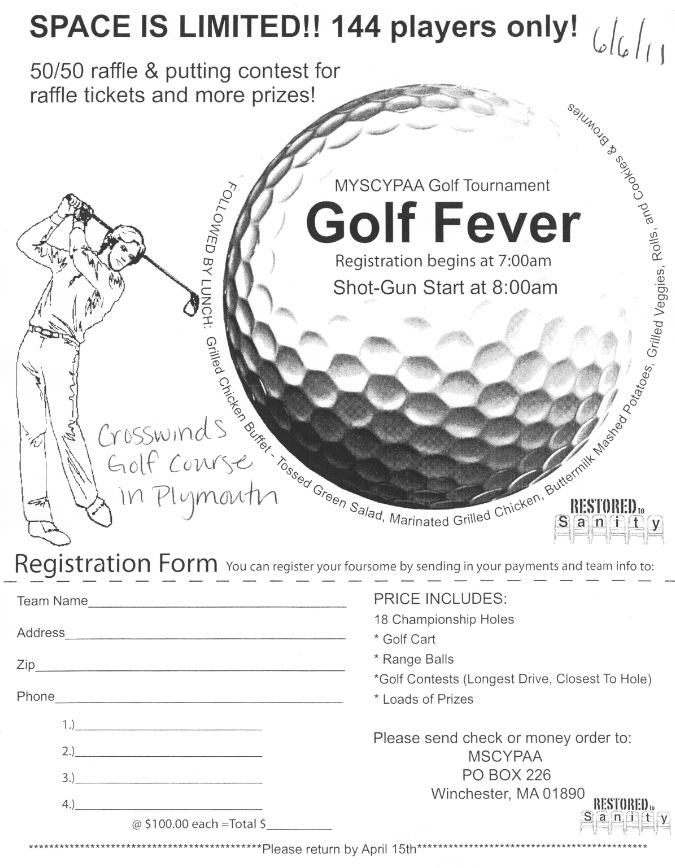 SPACE IS LIMITED!! 144 players only!
6/6/11
50/50 raffle & putting contest for
raffle tickets and more prizes!
MYSCYPAA Golf Tournament
Golf Fever
Registration begins at 7:00am
Shot-Gun Start at 8:00am
FOLLOWED BY LUNCH: Grilled Chicken Buffet - Tossed Green Salad, Marinated Grilled Chicken, Buttermilk Mashed Potatoes, Grilled Veggies, Rolls, and Cookies & Brownies
Crosswinds
Golf Course
in Plymouth
RESTORED to
Sanity
Registration Form You can register your foursome by sending in your payments and team info to:
Team Name
Address
Zip
Phone
1.)
2.)
3.)
4.)
@ $100.00 each =Total $
PRICE INCLUDES:
18 Championship Holes
* Golf Cart
* Range Balls
*Golf Contests (Longest Drive, Closest To Hole)
* Loads of Prizes
Please send check or money order to:
MSCYPAA
PO BOX 226
Winchester, MA 01890
RESTORED to
Sanity
Please return by April 15th